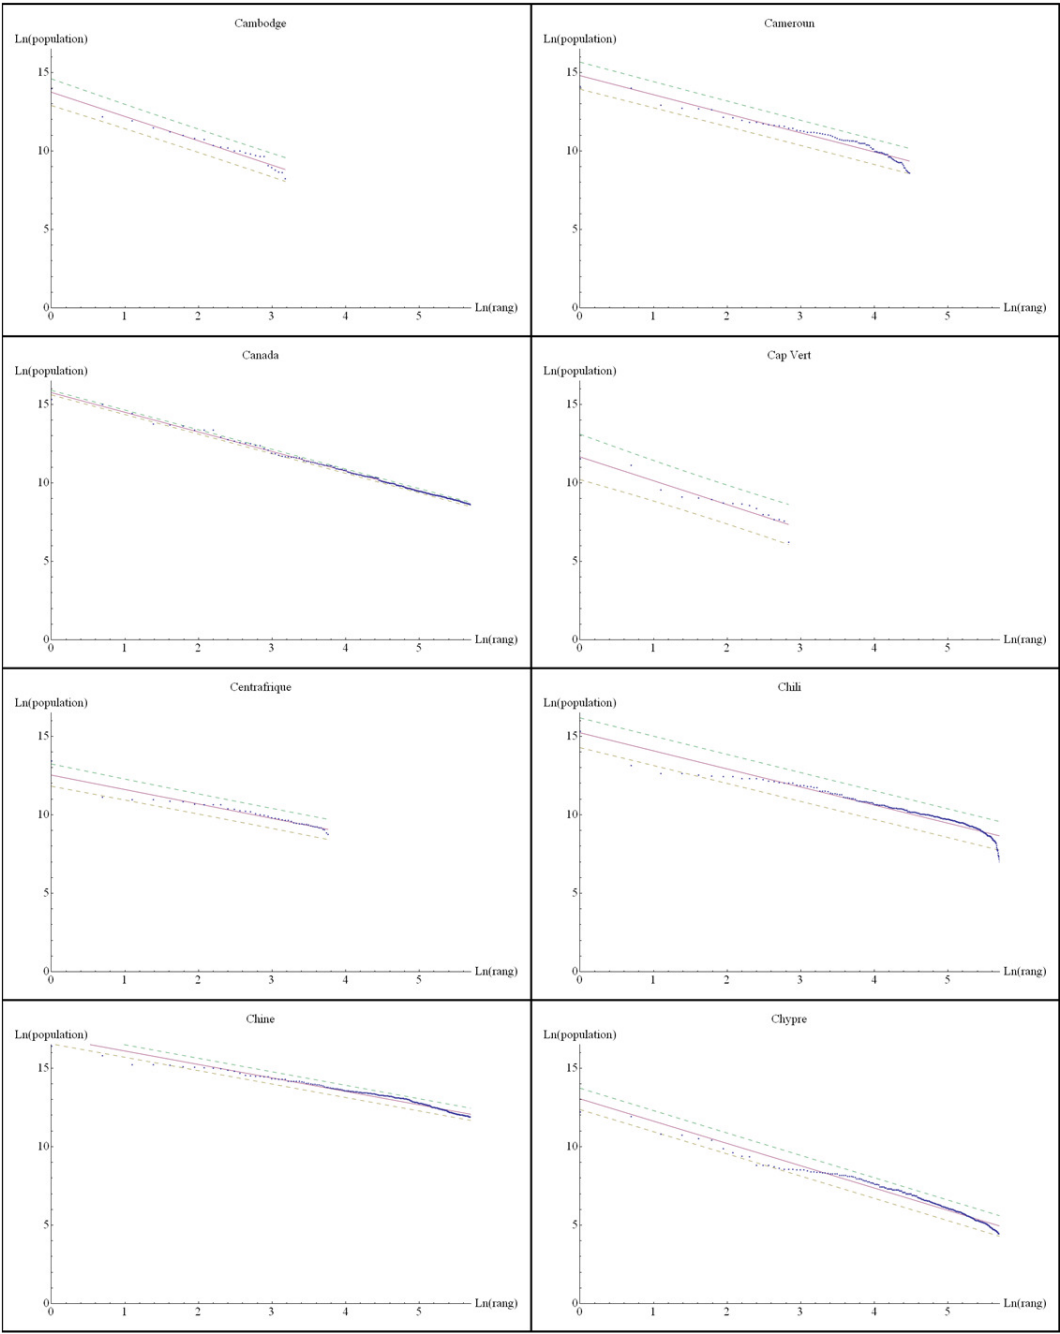 Cambodge
Ln(population)
15
10
5
0
0 1 2 3 4 5 Ln(rang)
Cameroun
Ln(population)
15
10
5
0
0 1 2 3 4 5 Ln(rang)
Canada
Ln(population)
15
10
5
0
0 1 2 3 4 5 Ln(rang)
Cap Vert
Ln(population)
15
10
5
0
0 1 2 3 4 5 Ln(rang)
Centrafrique
Ln(population)
15
10
5
0
0 1 2 3 4 5 Ln(rang)
Chili
Ln(population)
15
10
5
0
0 1 2 3 4 5 Ln(rang)
Chine
Ln(population)
15
10
5
0
0 1 2 3 4 5 Ln(rang)
Chypre
Ln(population)
15
10
5
0
0 1 2 3 4 5 Ln(rang)